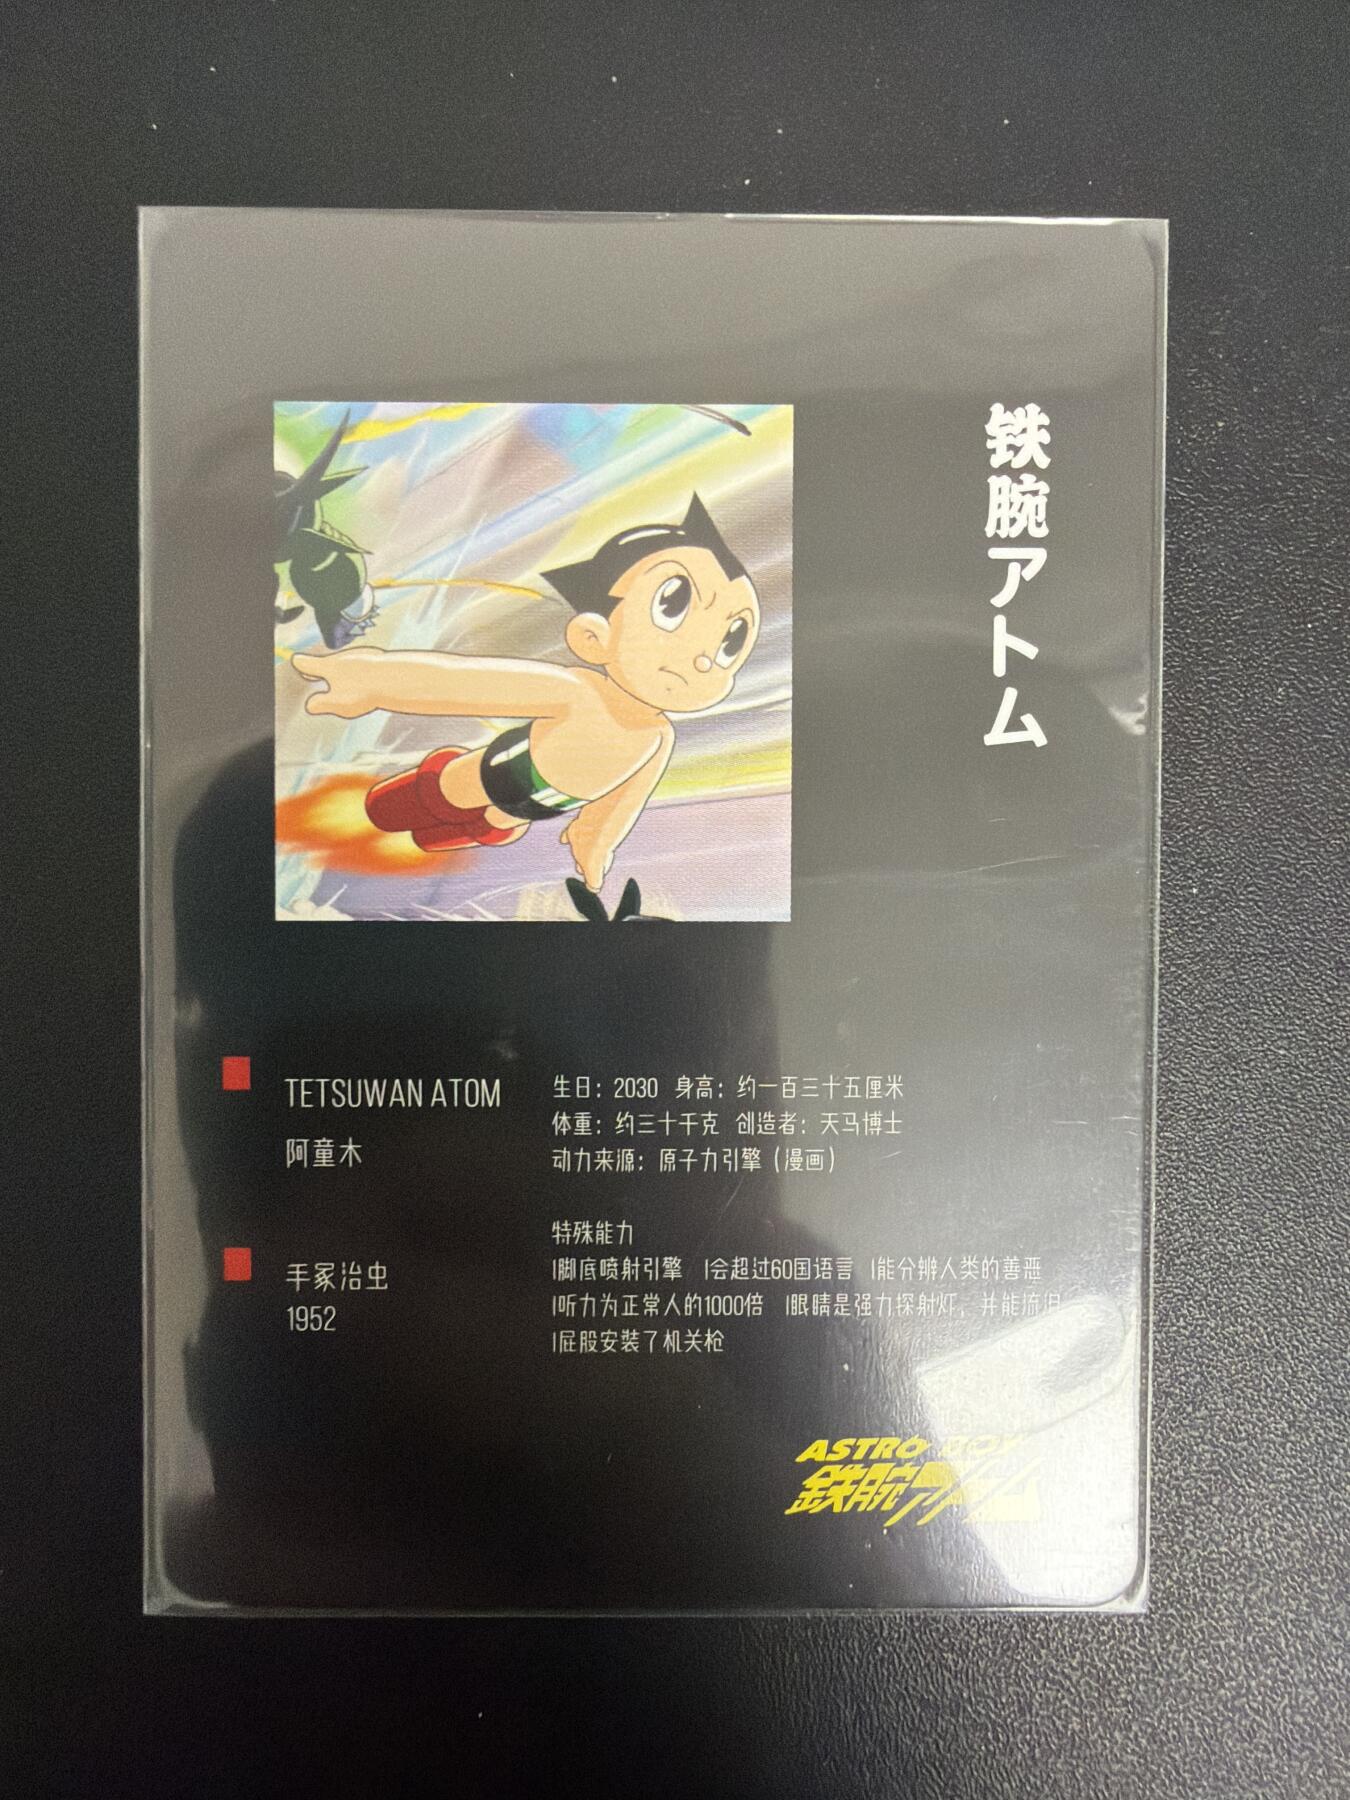 铁腕アトム
TETSUWAN ATOM
阿童木
生日：2030 身高：约一百三十五厘米
体重：约三十千克 创造者：天马博士
动力来源：原子力引擎（漫画）
手冢治虫
1952
特殊能力
|脚底喷射引擎 |会超过60国语言 |能分辨人类的善恶
|听力为正常人的1000倍 |眼睛是强力探射灯，并能流泪
|屁股安装了机关枪
ASTRO BOY
鉄腕アトム